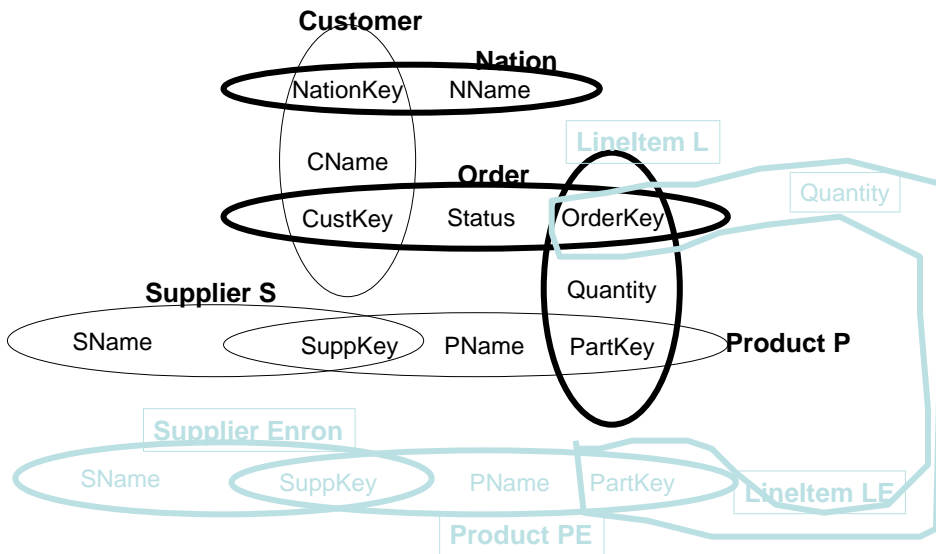 Customer
Nation
NationKey NName
LineItem L
CName
Order
Quantity
CustKey Status OrderKey
Quantity
Supplier S
SName SuppKey PName PartKey Product P
Supplier Enron
SName SuppKey PName PartKey LineItem LE
Product PE